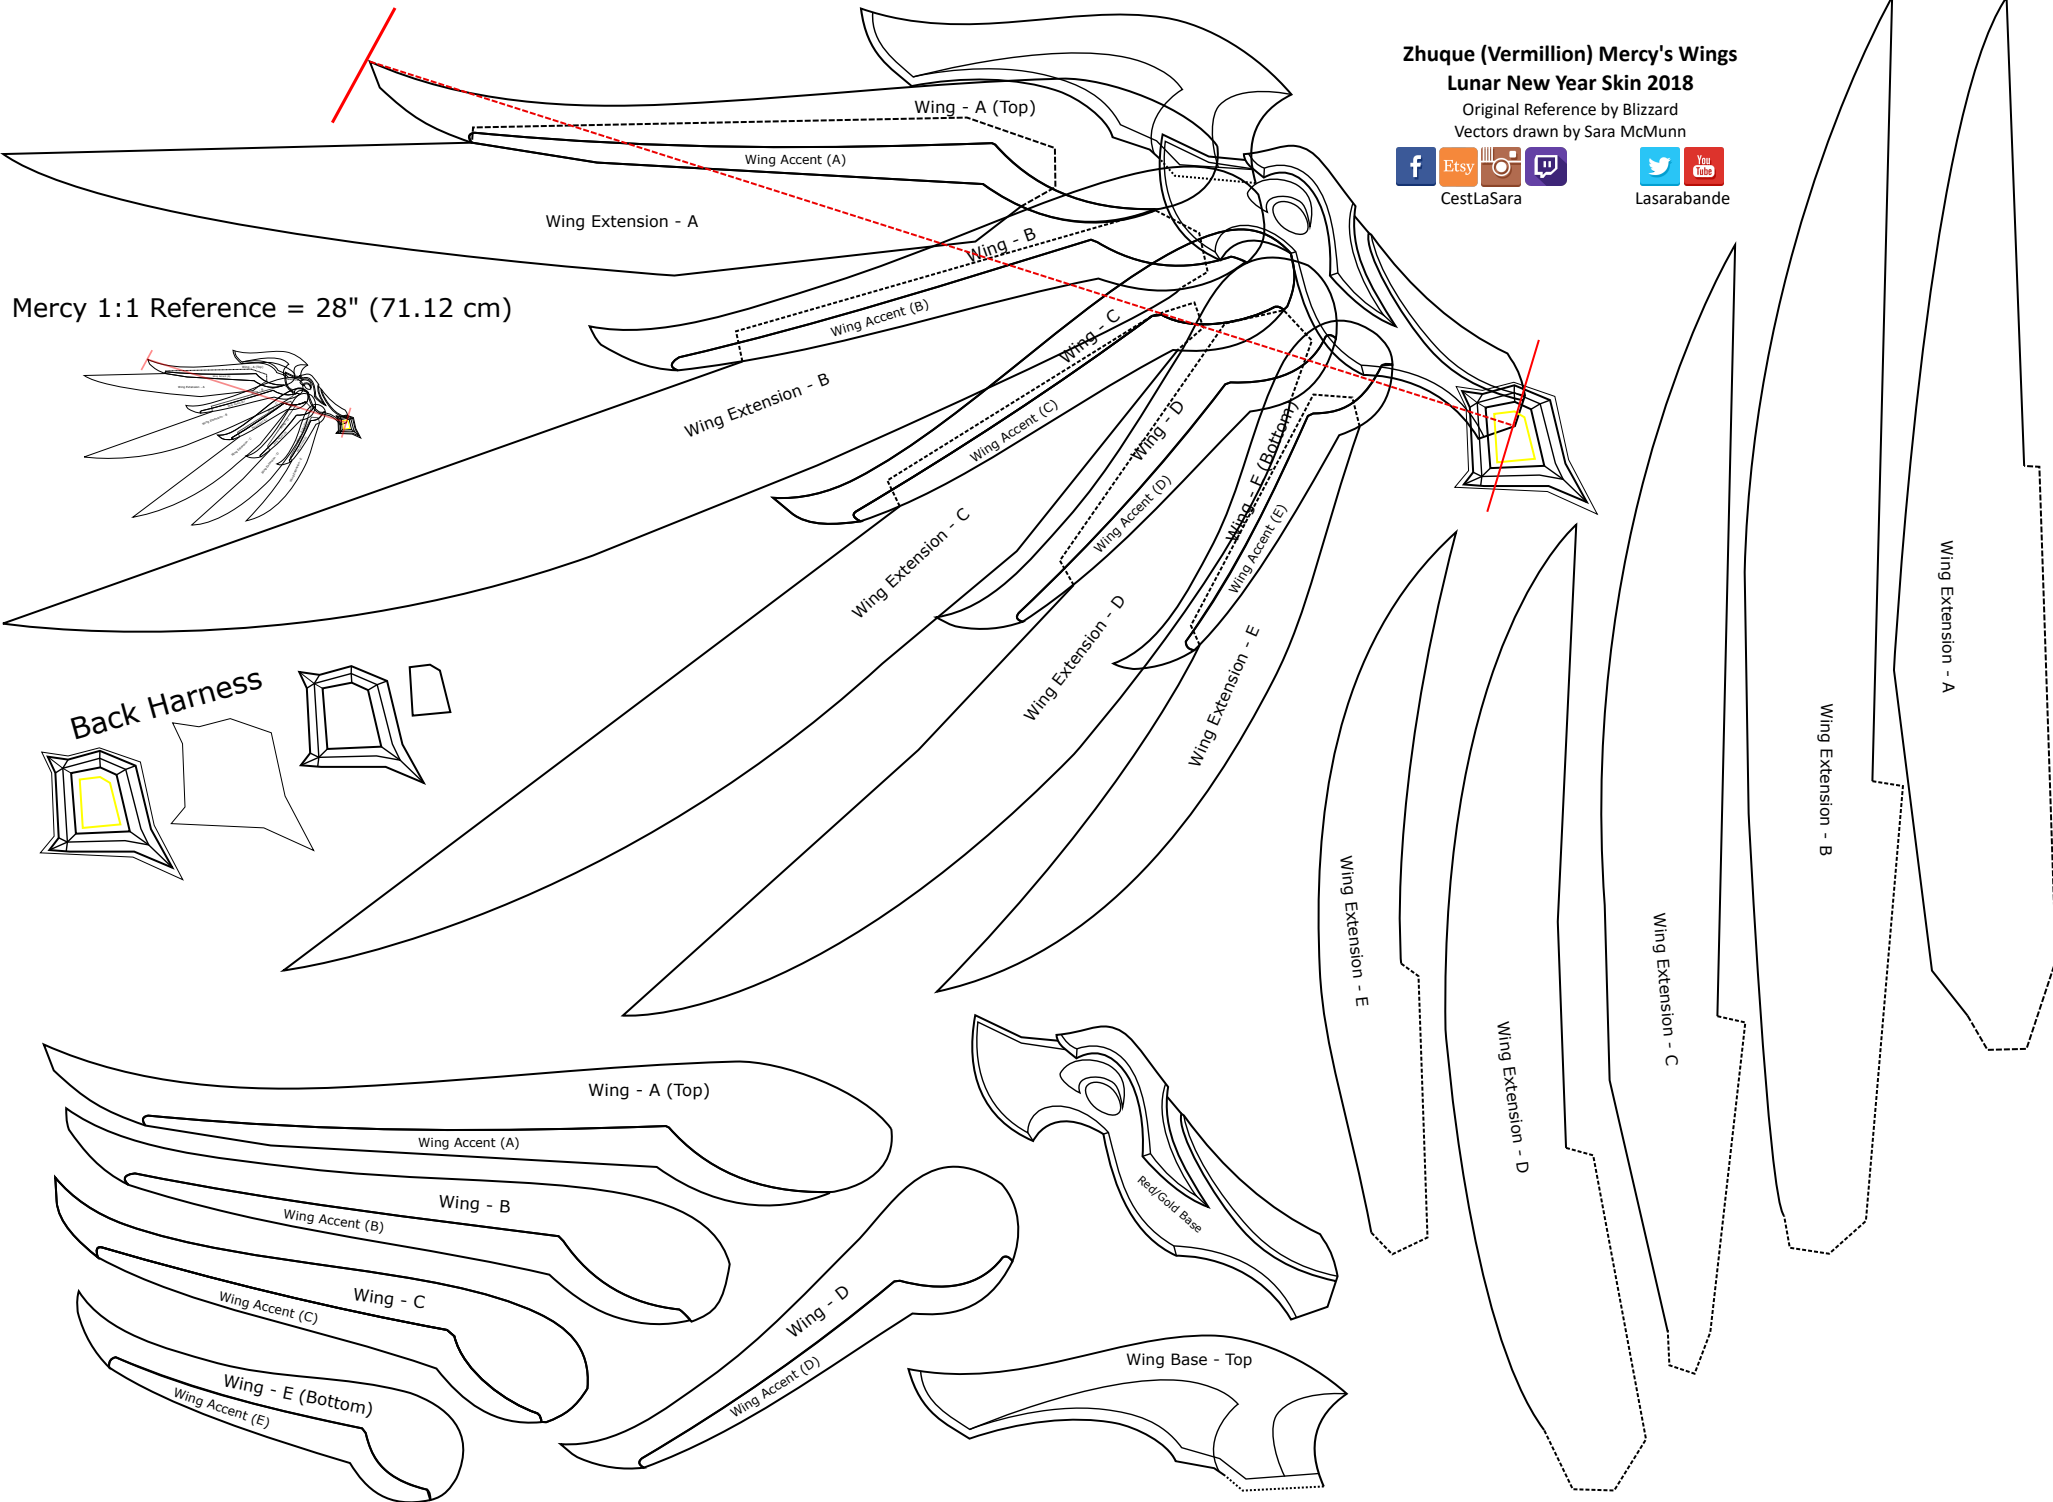 Zhuque (Vermillion) Mercy's Wings
Lunar New Year Skin 2018
Original Reference by Blizzard
Vectors drawn by Sara McMunn
f
Etsy
You
Tube
CestLaSara
Lasarabande
Wing - A (Top)
Wing Accent (A)
Wing Extension - A
Wing - B
Wing Accent (B)
Wing Extension - B
Wing - C
Wing Accent (C)
Wing Extension - C
Wing - D
Wing Accent (D)
Wing Extension - D
Wing - E (Bottom)
Wing Accent (E)
Wing Extension - E
Mercy 1:1 Reference = 28" (71.12 cm)
Back Harness
Wing Extension - E
Wing Extension - D
Wing Extension - C
Wing Extension - B
Wing Extension - A
Wing - A (Top)
Wing Accent (A)
Wing - B
Wing Accent (B)
Wing - C
Wing Accent (C)
Wing - E (Bottom)
Wing Accent (E)
Wing - D
Wing Accent (D)
Red/Gold Base
Wing Base - Top